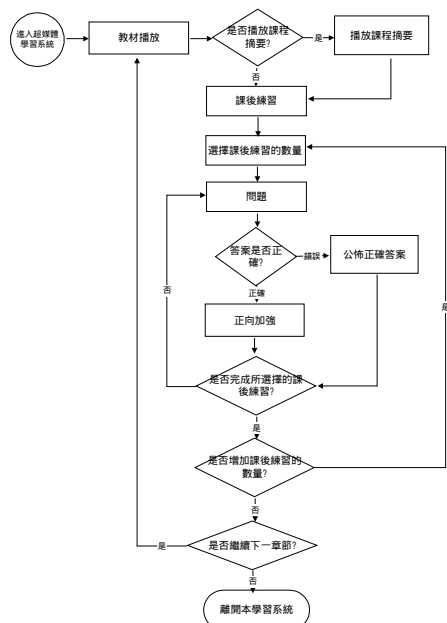 進入超媒體
學習系統
教材播放
是否播放課程
摘要?
是
播放課程摘要
否
課後練習
選擇課後練習的數量
問題
答案是否正
確?
錯誤
公佈正確答案
否
是
正確
正向加強
是否完成所選擇的課
後練習?
是
是否增加課後練習的
數量?
否
是
是否繼續下一章節?
否
離開本學習系統